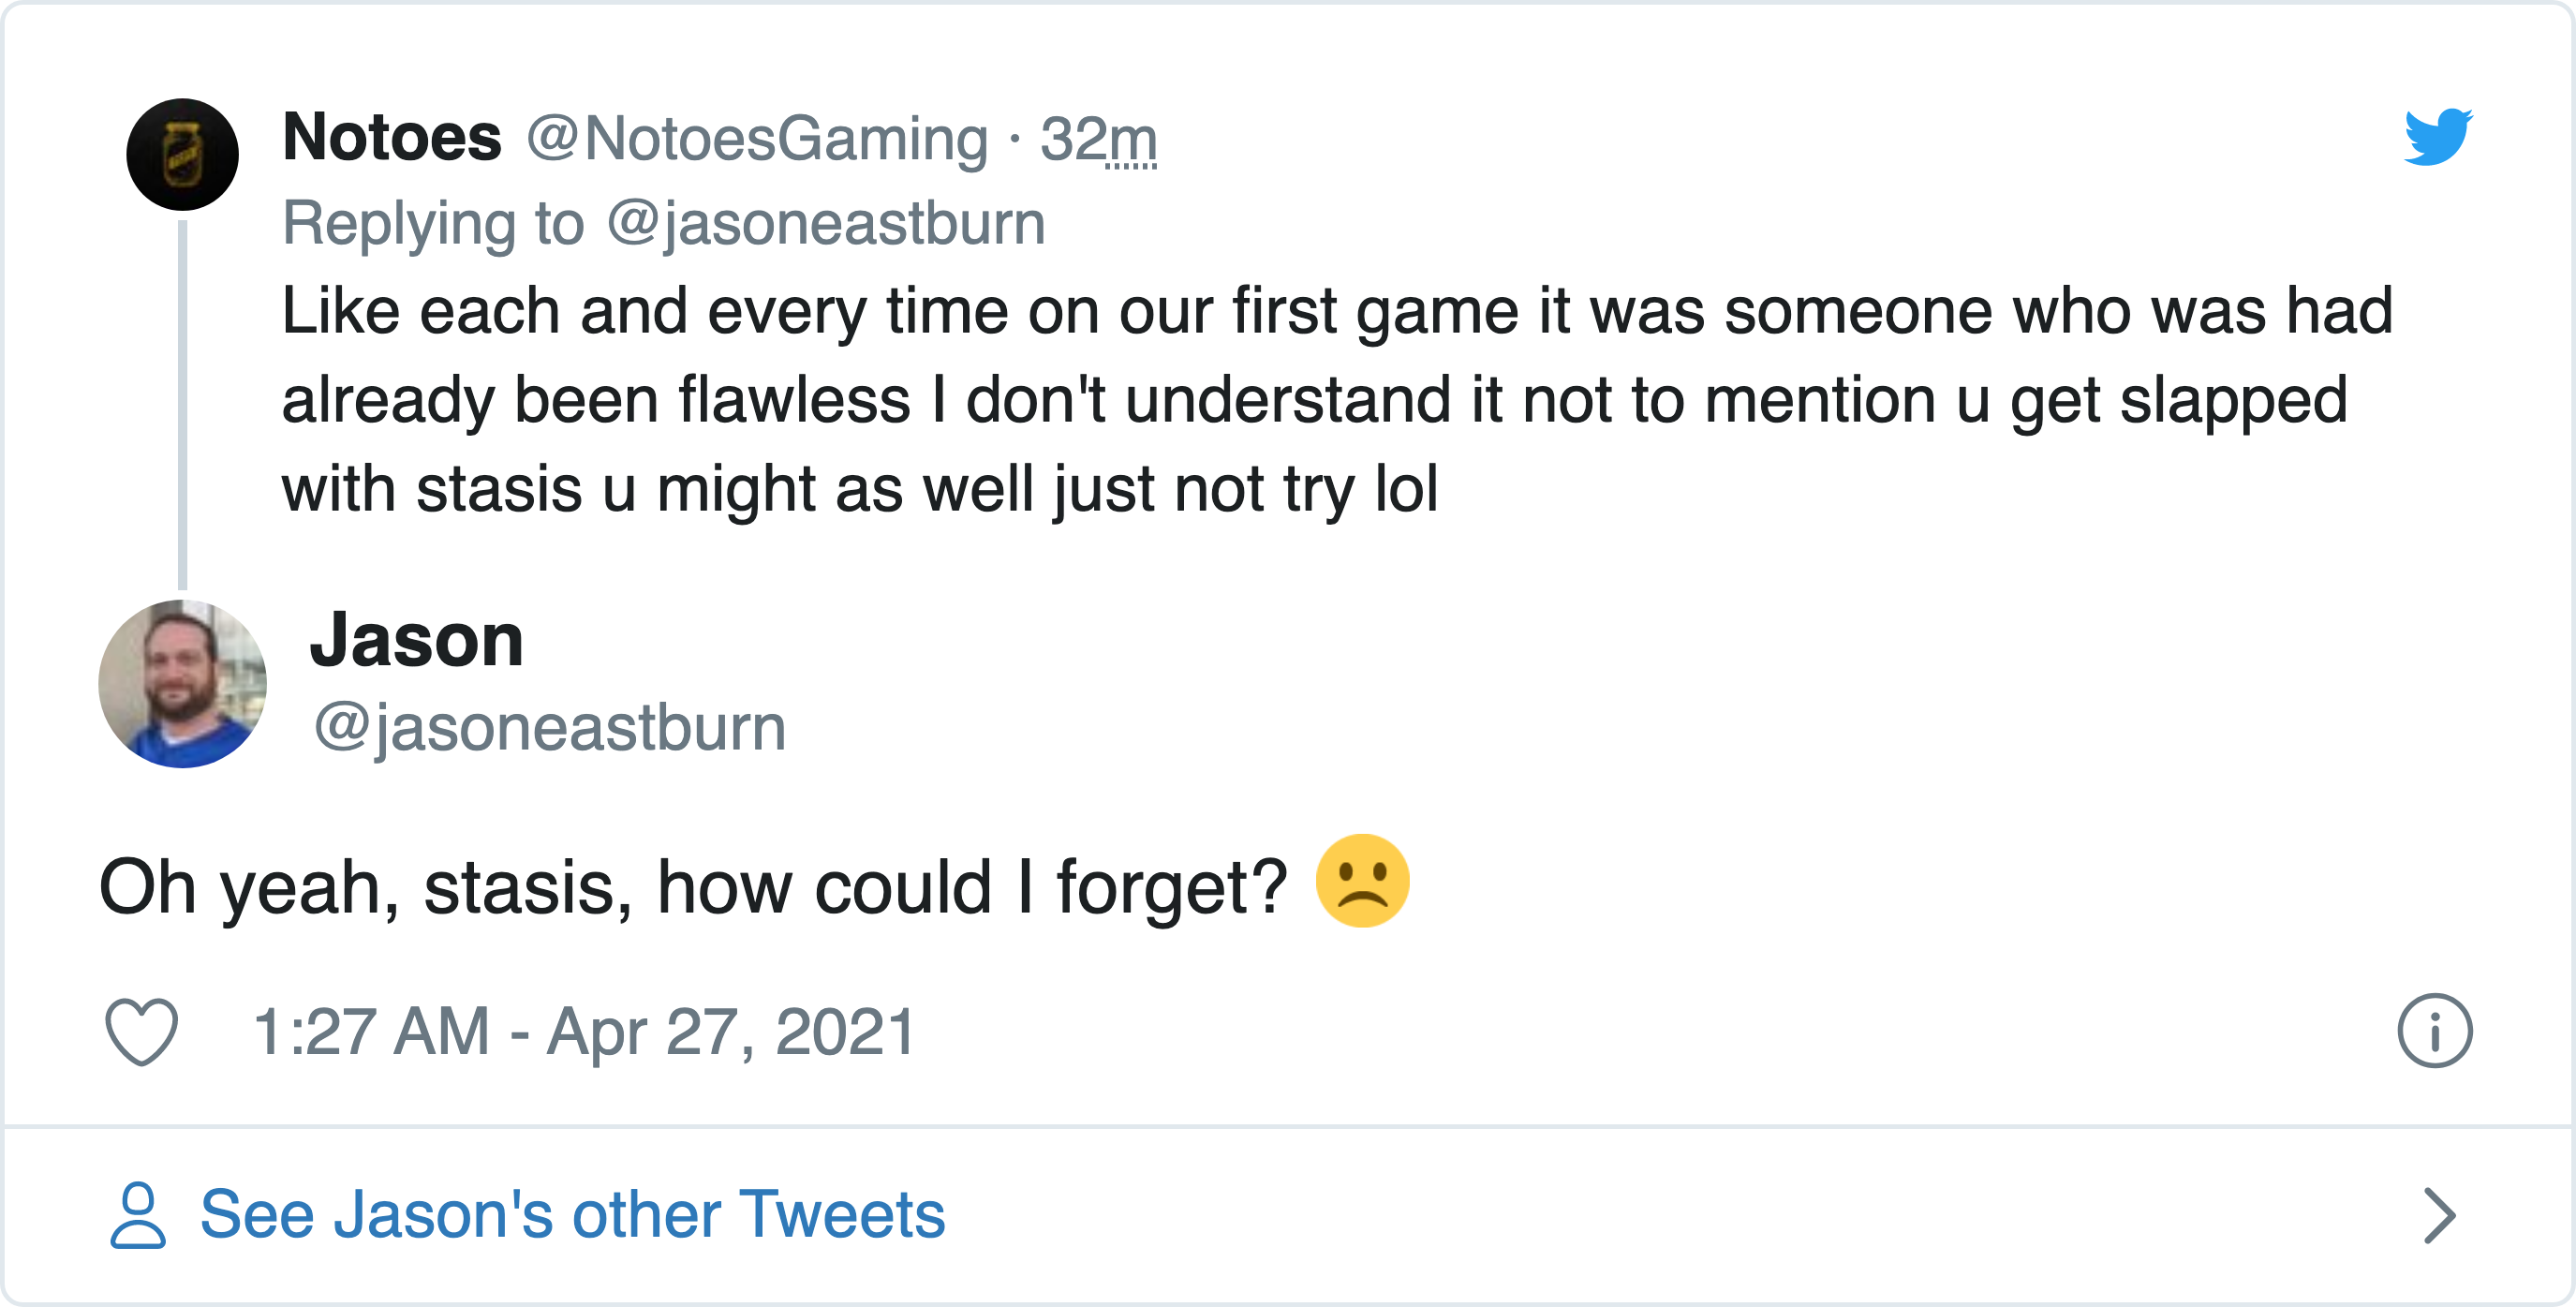 Notoes @NotoesGaming · 32m
Replying to @jasoneastburn
Like each and every time on our first game it was someone who was had
already been flawless I don't understand it not to mention u get slapped
with stasis u might as well just not try lol
Jason
@jasoneastburn
Oh yeah, stasis, how could I forget? ☹️
1:27 AM - Apr 27, 2021
See Jason's other Tweets